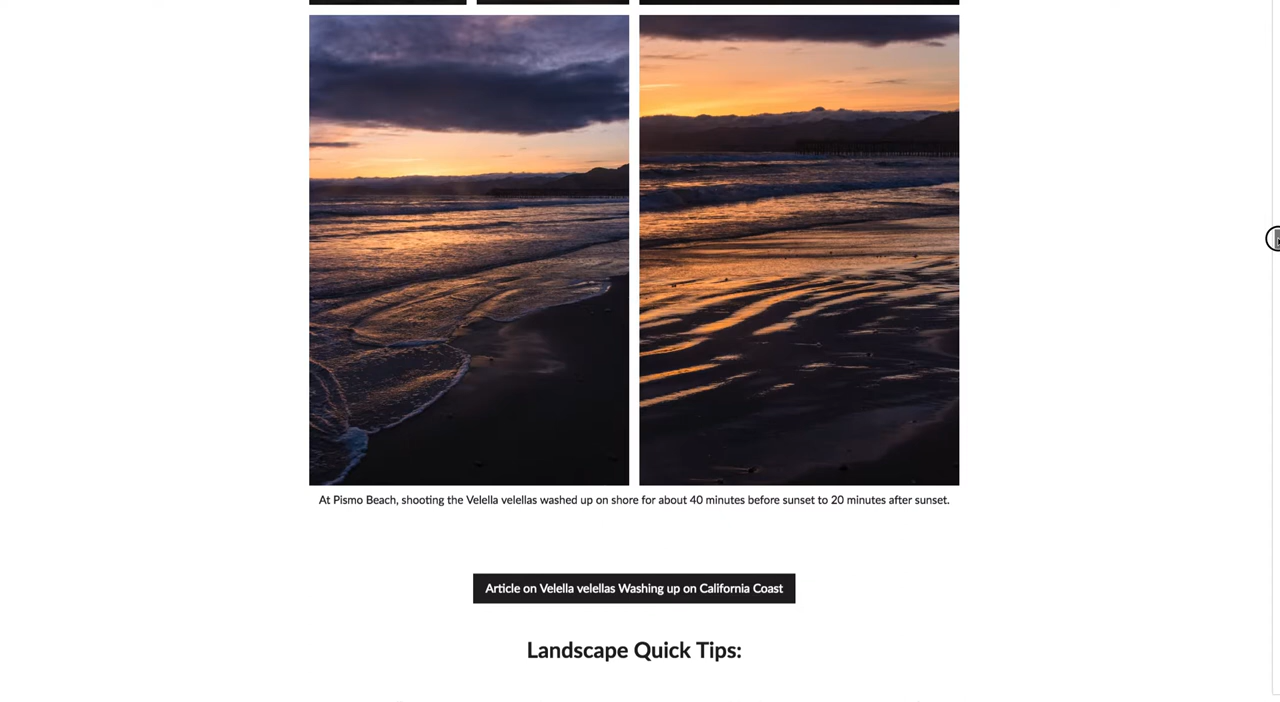 At Pismo Beach, shooting the Velella velellas washed up on shore for about 40 minutes before sunset to 20 minutes after sunset.
Article on Velella velellas Washing up on California Coast
Landscape Quick Tips: